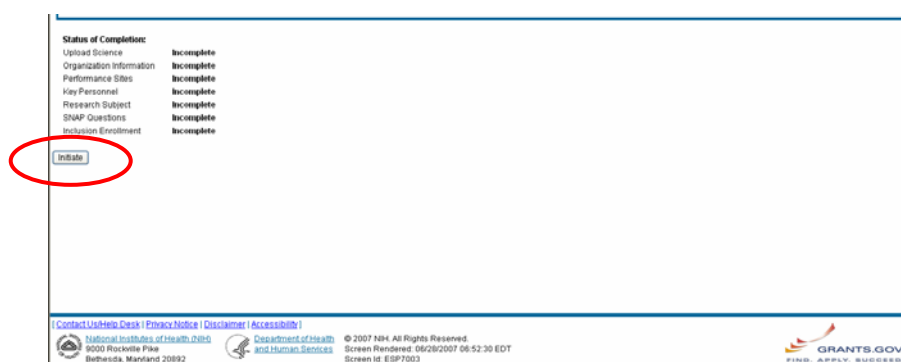 Status of Completion:
Upload Science Incomplete
Organization Information Incomplete
Performance Sites Incomplete
Key Personnel Incomplete
Research Subject Incomplete
SNAP Questions Incomplete
Inclusion Enrollment Incomplete
Initiate
[ Contact Us/Help Desk | Privacy Notice | Disclaimer | Accessibility ]
National Institutes of Health (NIH)
9000 Rockville Pike
Bethesda, Maryland 20892
Department of Health
and Human Services
© 2007 NIH. All Rights Reserved.
Screen Rendered: 06/28/2007 06:52:30 EDT
Screen Id: ESP7003
GRANTS.GOV
FIND. APPLY. SUCCEED